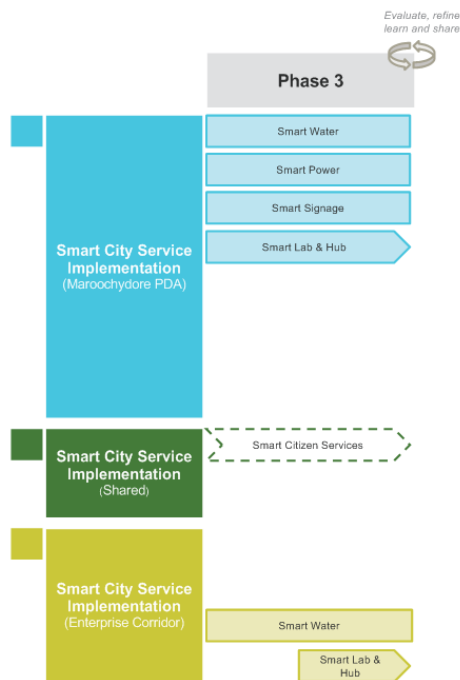 Evaluate, refine
learn and share
Phase 3
Smart Water
Smart Power
Smart Signage
Smart Lab & Hub
Smart City Service
Implementation
(Maroochydore PDA)
Smart Citizen Services
Smart City Service
Implementation
(Shared)
Smart City Service
Implementation
(Enterprise Corridor)
Smart Water
Smart Lab &
Hub